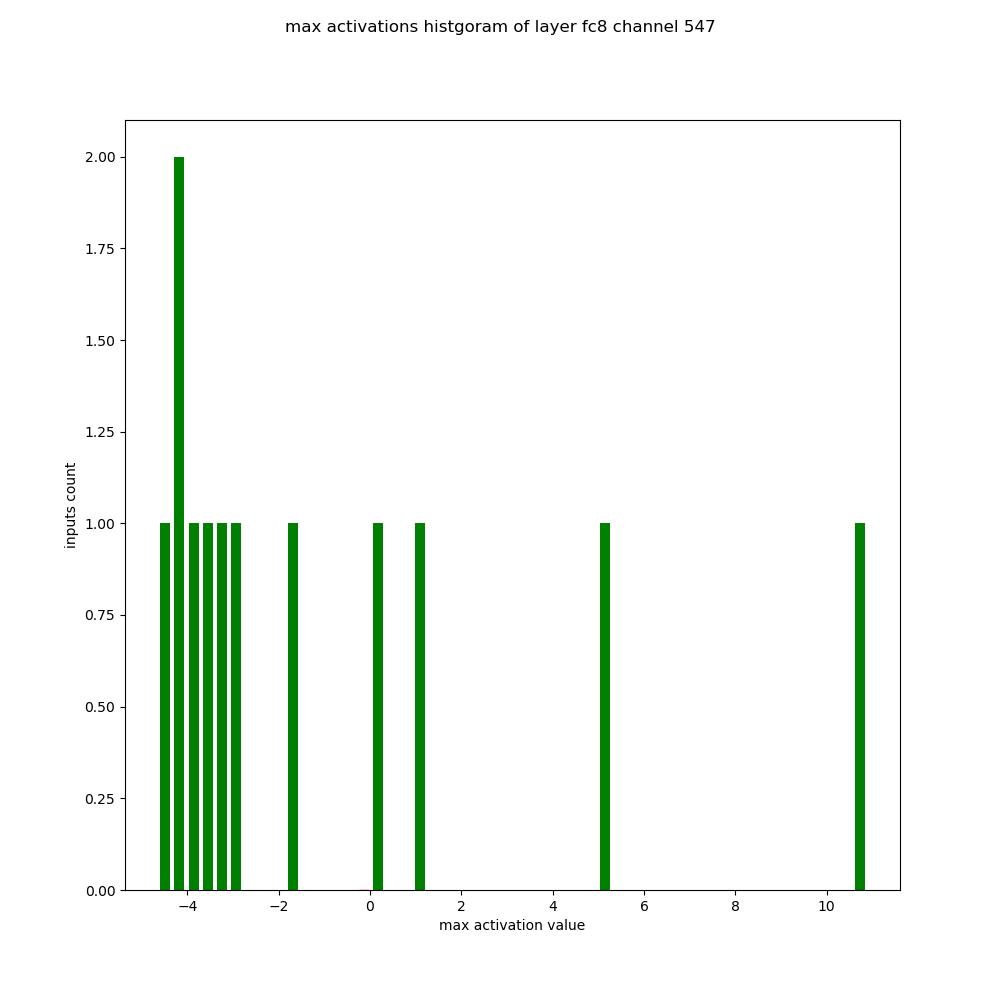 max activations histgoram of layer fc8 channel 547
2.00
1.75
1.50
1.25
1.00
0.75
0.50
0.25
0.00
inputs count
−4 −2 0 2 4 6 8 10
max activation value